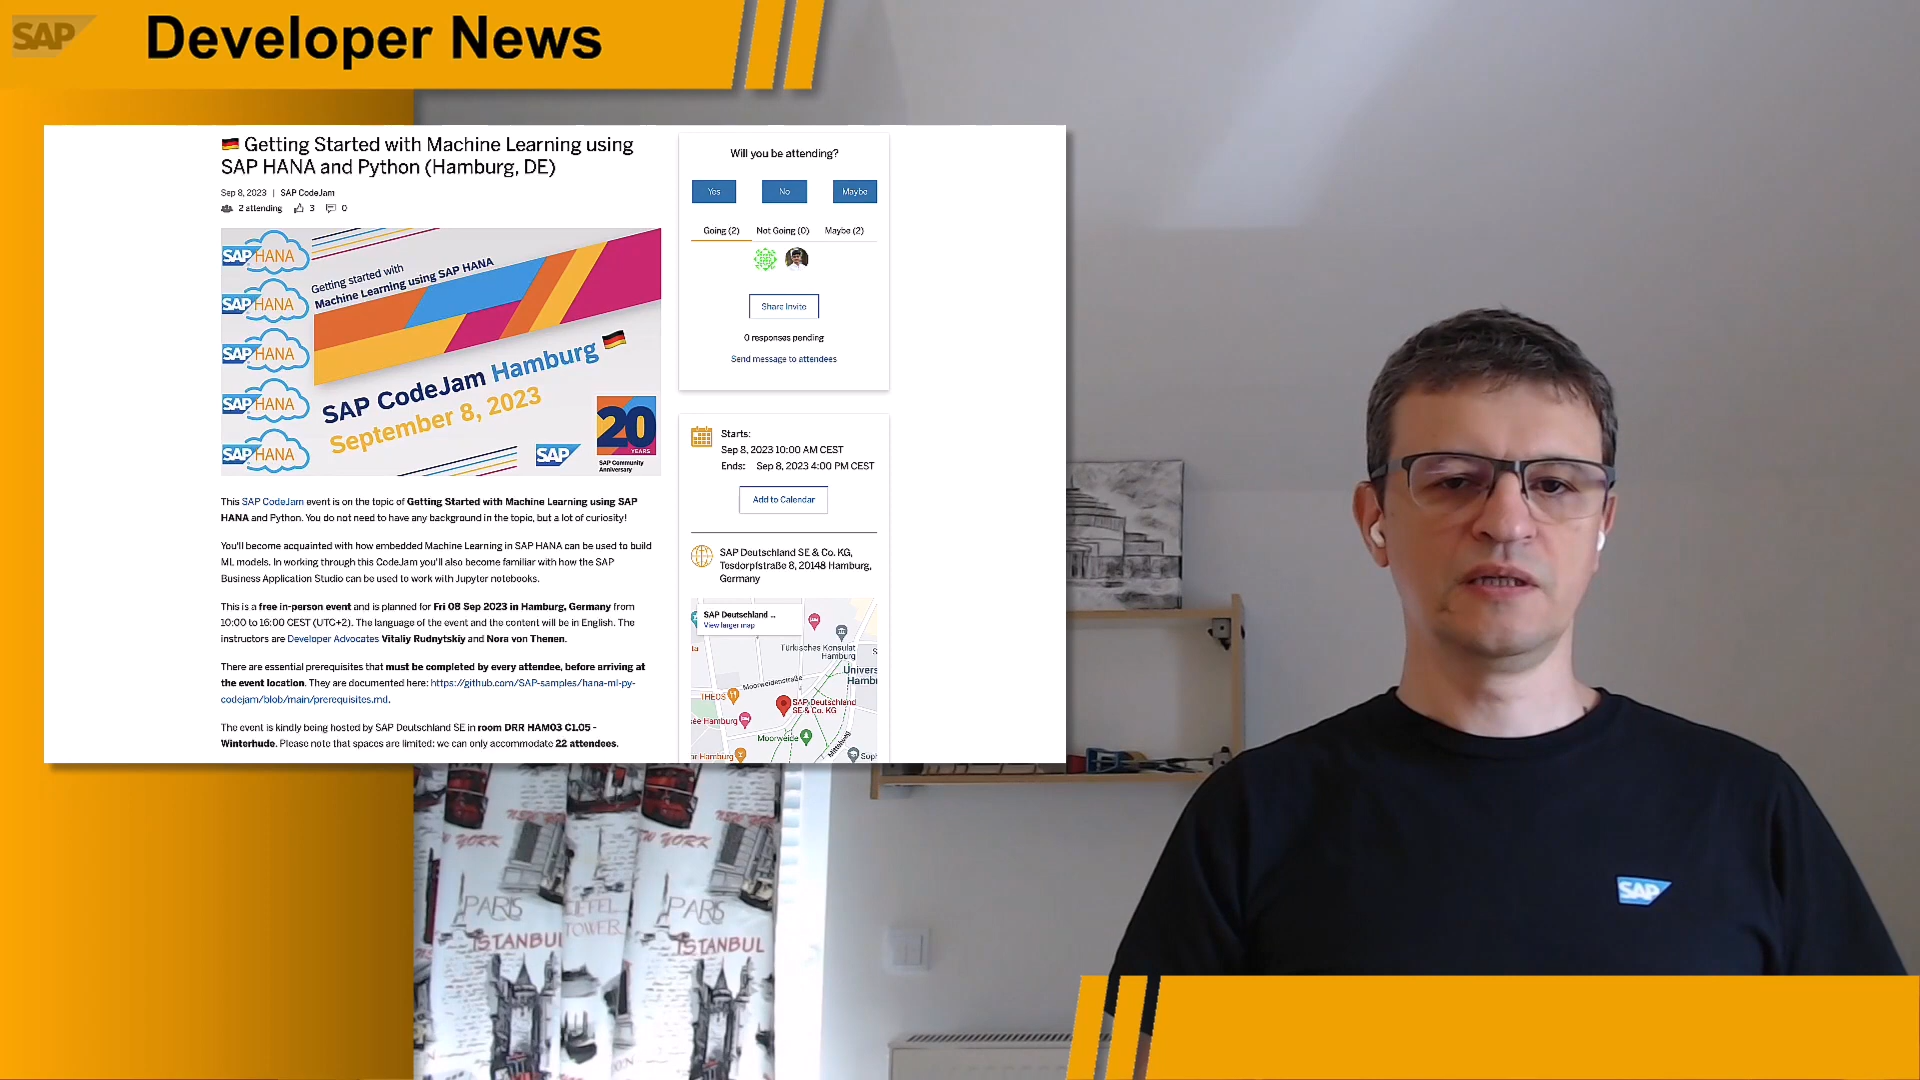 SAP
Developer News
🇩🇪 Getting Started with Machine Learning using
SAP HANA and Python (Hamburg, DE)
Sep 8, 2023 | SAP CodeJam
2 attending 3 0
SAP HANA
SAP HANA
SAP HANA
SAP HANA
SAP HANA
Getting started with
Machine Learning using SAP HANA
SAP CodeJam Hamburg
September 8, 2023
SAP
20
YEARS
SAP Community
Anniversary
This SAP CodeJam event is on the topic of Getting Started with Machine Learning using SAP
HANA and Python. You do not need to have any background in the topic, but a lot of curiosity!
You'll become acquainted with how embedded Machine Learning in SAP HANA can be used to build
ML models. In working through this CodeJam you'll also become familiar with how the SAP
Business Application Studio can be used to work with Jupyter notebooks.
This is a free in-person event and is planned for Fri 08 Sep 2023 in Hamburg, Germany from
10:00 to 16:00 CEST (UTC+2). The language of the event and the content will be in English. The
instructors are Developer Advocates Vitaliy Rudnytskiy and Nora von Thenen.
There are essential prerequisites that must be completed by every attendee, before arriving at
the event location. They are documented here: https://github.com/SAP-samples/hana-ml-py-
codejam/blob/main/prerequisites.md.
The event is kindly being hosted by SAP Deutschland SE in room DRR HAM03 C1.05 -
Winterhude. Please note that spaces are limited: we can only accommodate 22 attendees.
Will you be attending?
Yes No Maybe
Going (2) Not Going (0) Maybe (2)
Share Invite
0 responses pending
Send message to attendees
Starts:
Sep 8, 2023 10:00 AM CEST
Ends: Sep 8, 2023 4:00 PM CEST
Add to Calendar
SAP Deutschland SE & Co. KG,
Tesdorpfstraße 8, 20148 Hamburg,
Germany
SAP Deutschland ...
View larger map
Türkisches Konsulat
Hamburg
Univers
Hambu
Moorweidenstraße
THEOS
SAP Deutschland
SE & Co. KG
ee Hamburg
Moorweide
Mittelweg
ar Hamburg
Soph
SAP
NEW YORK
W YORK
PARIS
EIFFEL
TOWER
PARIS
ISTANBUL
ISTANBUL